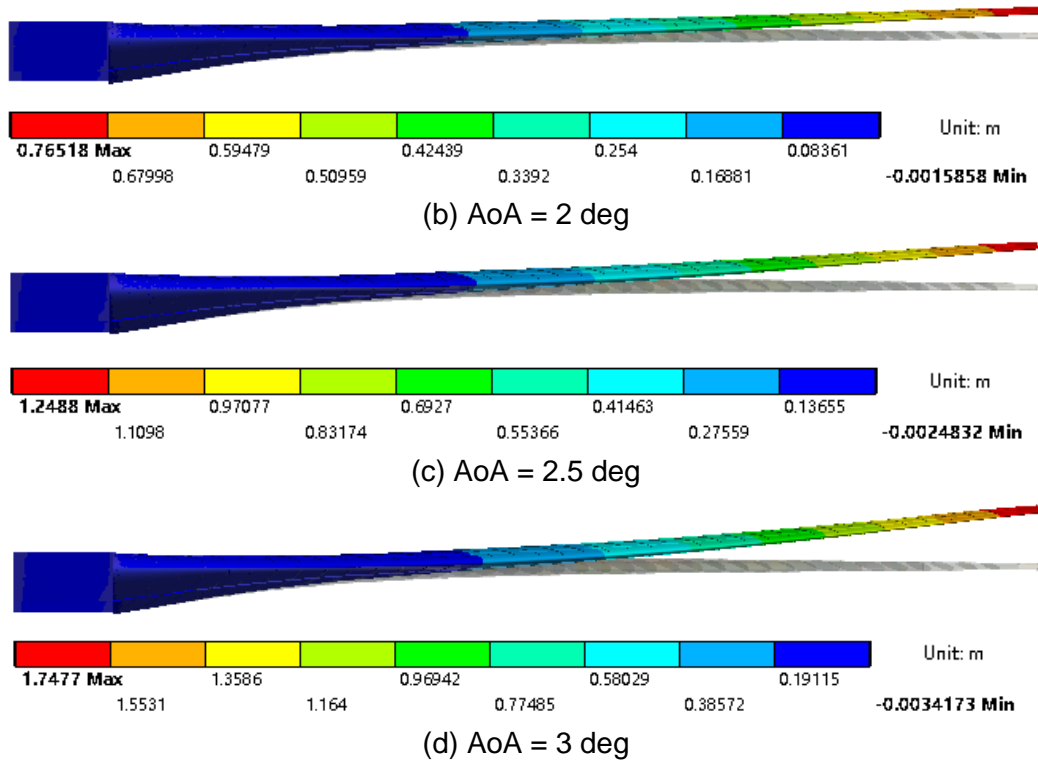 Unit: m
0.76518 Max 0.59479 0.42439 0.254 0.08361
0.67998 0.50959 0.3392 0.16881 -0.0015858 Min
(b) AoA = 2 deg
Unit: m
1.2488 Max 0.97077 0.6927 0.41463 0.13655
1.1098 0.83174 0.55366 0.27559 -0.0024832 Min
(c) AoA = 2.5 deg
Unit: m
1.7477 Max 1.3586 0.96942 0.58029 0.19115
1.5531 1.164 0.77485 0.38572 -0.0034173 Min
(d) AoA = 3 deg